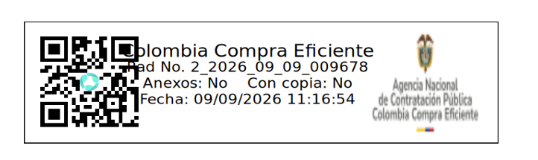 Colombia Compra Eficiente
Rad No. 2_2026_09_09_009678
Anexos: No Con copia: No
Fecha: 09/09/2026 11:16:54
Agencia Nacional
de Contratación Pública
Colombia Compra Eficiente